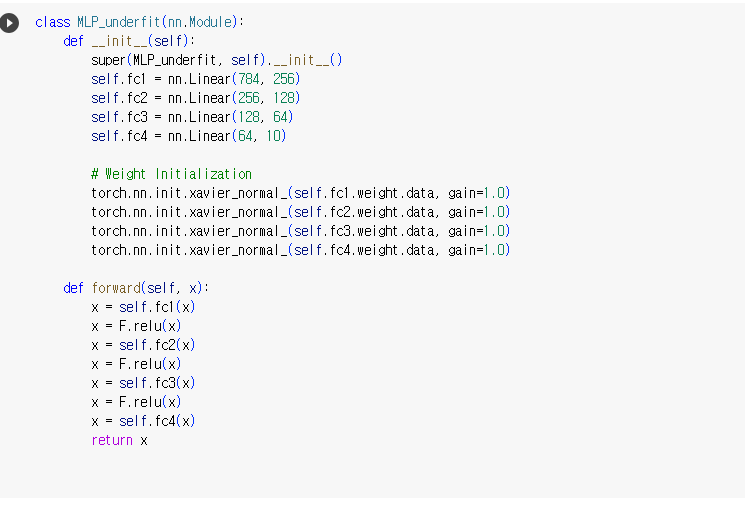 class MLP_underfit(nn.Module):
    def __init__(self):
        super(MLP_underfit, self).__init__()
        self.fc1 = nn.Linear(784, 256)
        self.fc2 = nn.Linear(256, 128)
        self.fc3 = nn.Linear(128, 64)
        self.fc4 = nn.Linear(64, 10)

        # Weight Initialization
        torch.nn.init.xavier_normal_(self.fc1.weight.data, gain=1.0)
        torch.nn.init.xavier_normal_(self.fc2.weight.data, gain=1.0)
        torch.nn.init.xavier_normal_(self.fc3.weight.data, gain=1.0)
        torch.nn.init.xavier_normal_(self.fc4.weight.data, gain=1.0)

    def forward(self, x):
        x = self.fc1(x)
        x = F.relu(x)
        x = self.fc2(x)
        x = F.relu(x)
        x = self.fc3(x)
        x = F.relu(x)
        x = self.fc4(x)
        return x